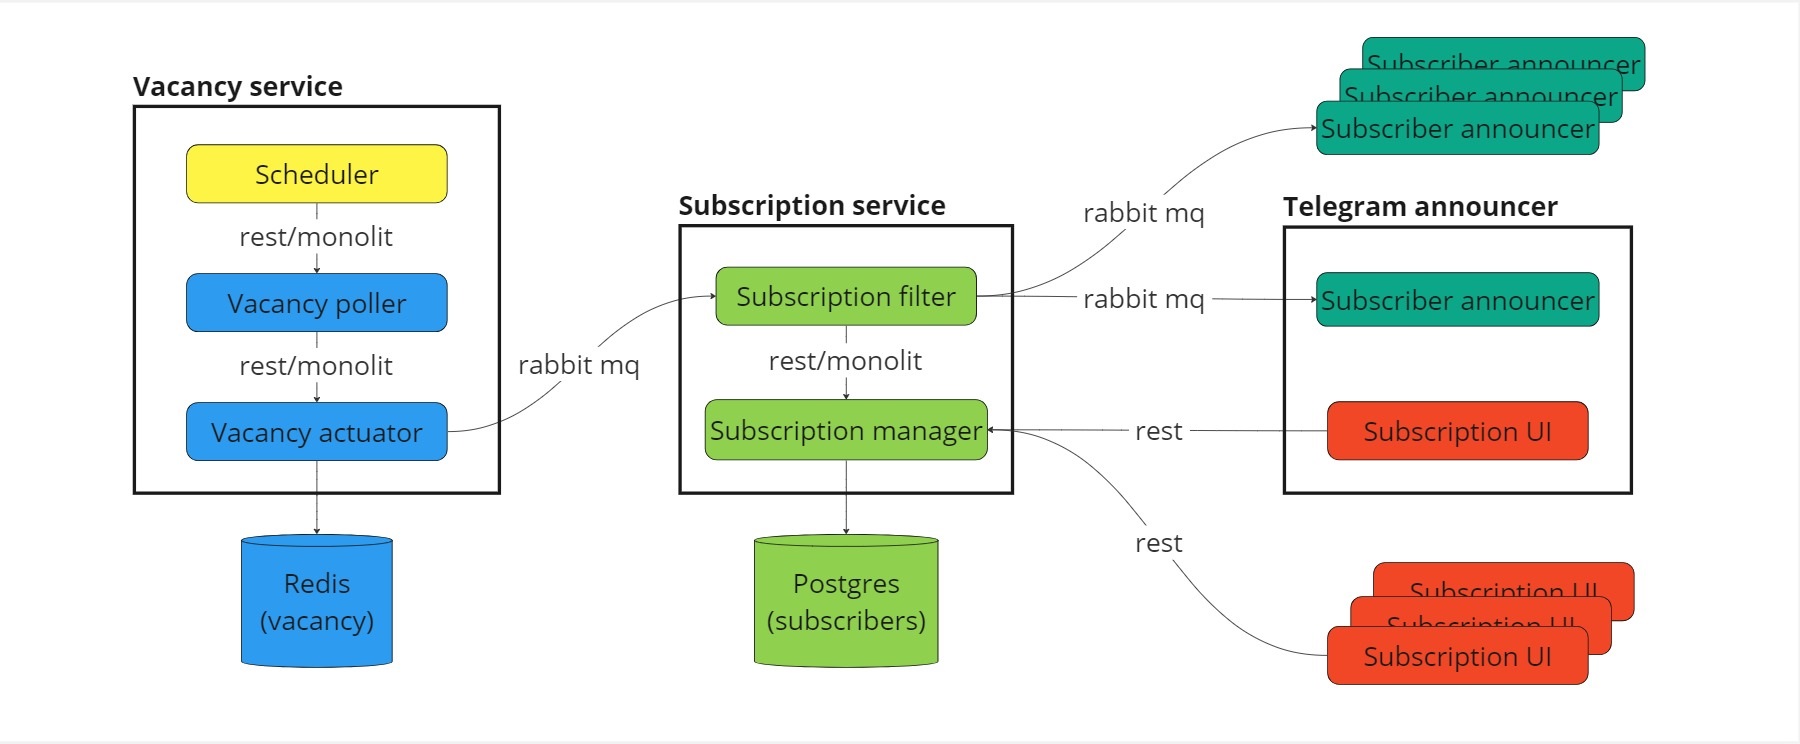 Vacancy service
Scheduler
rest/monolit
Vacancy poller
rest/monolit
Vacancy actuator
Redis
(vacancy)
rabbit mq
Subscription service
Subscription filter
rest/monolit
Subscription manager
Postgres
(subscribers)
rabbit mq
rabbit mq
rest
rest
Subscriber announcer
Subscriber announcer
Subscriber announcer
Telegram announcer
Subscriber announcer
Subscription UI
Subscription UI
Subscription UI
Subscription UI